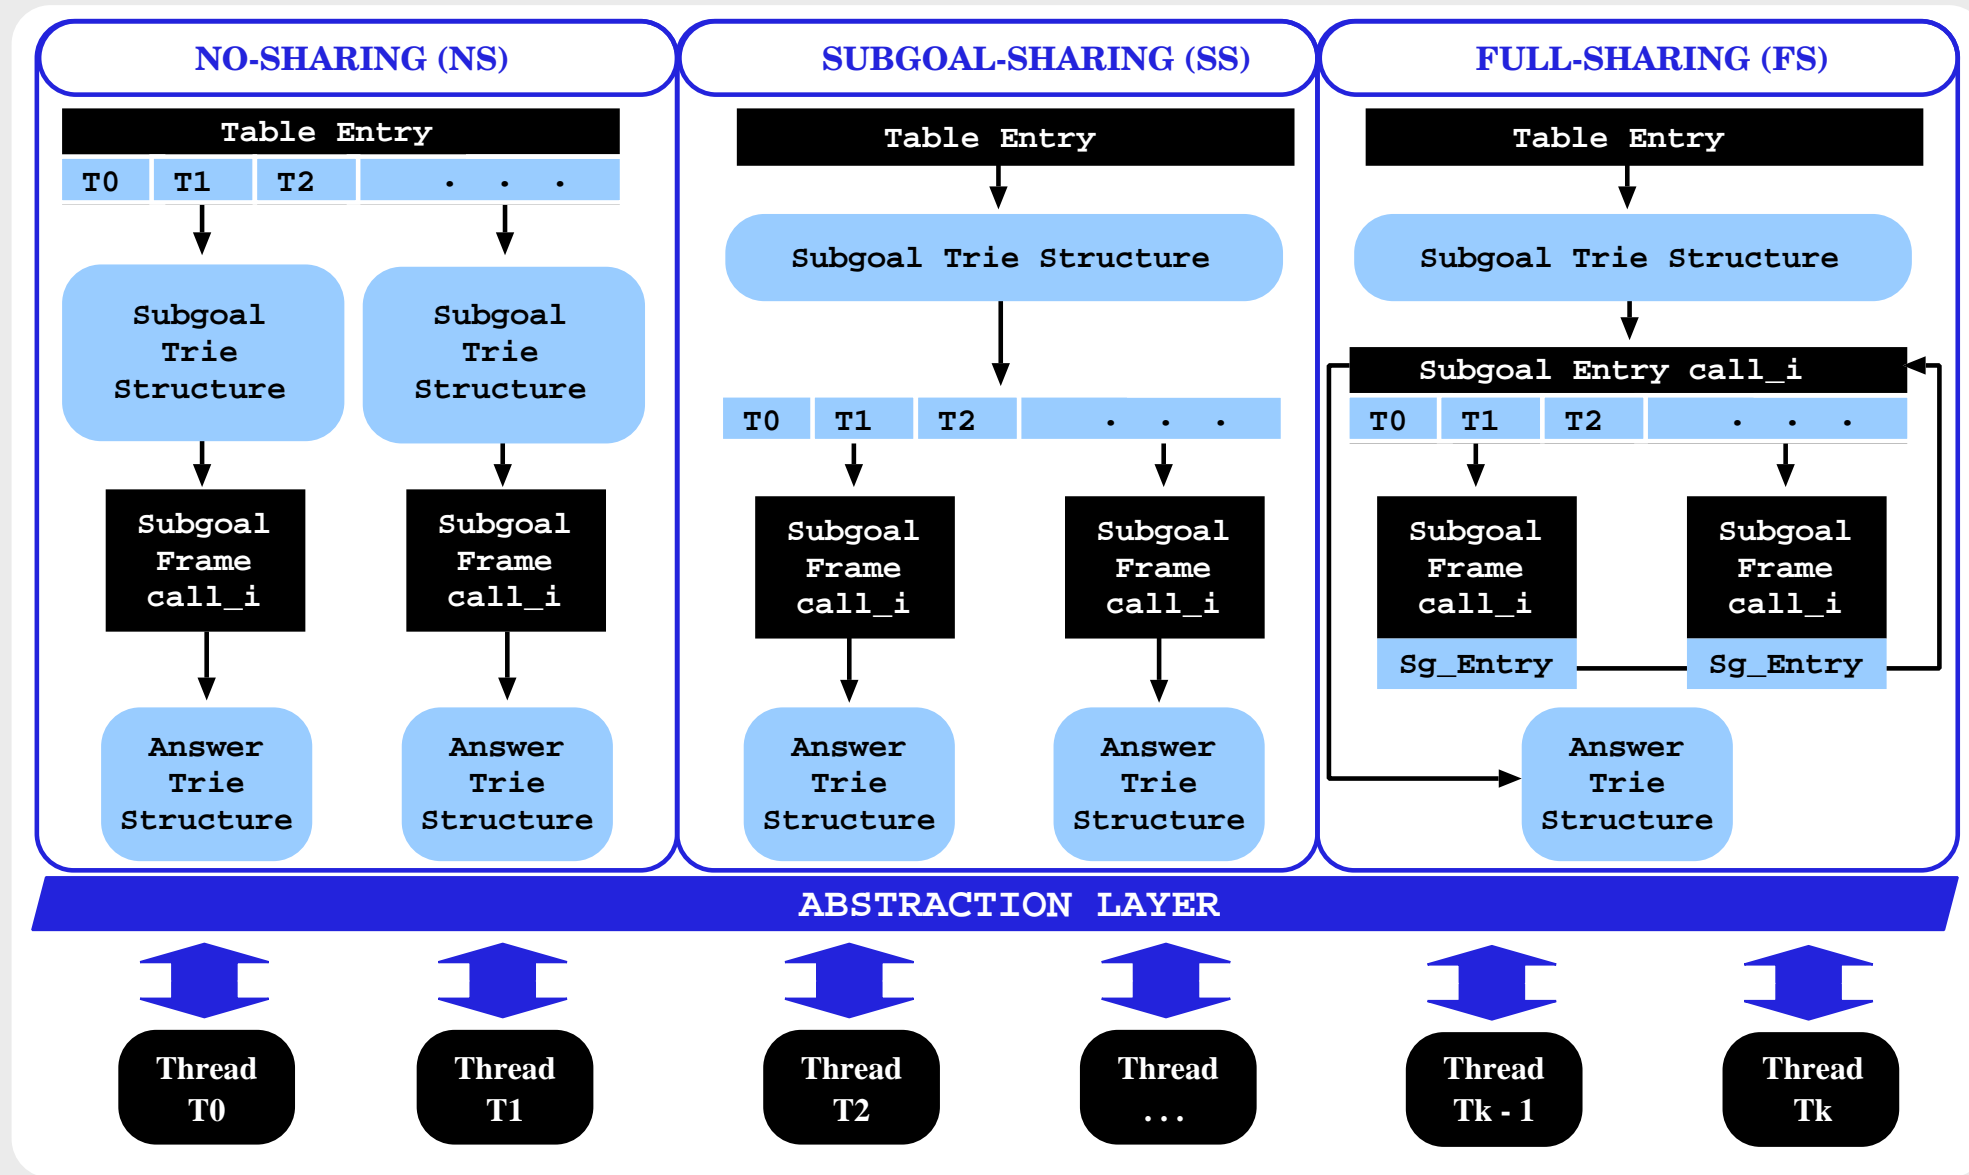 NO-SHARING (NS)
Table Entry
T0 T1 T2 . . .
Subgoal
Trie
Structure
Subgoal
Trie
Structure
Subgoal
Frame
call_i
Subgoal
Frame
call_i
Answer
Trie
Structure
Answer
Trie
Structure
SUBGOAL-SHARING (SS)
Table Entry
Subgoal Trie Structure
T0 T1 T2 . . .
Subgoal
Frame
call_i
Subgoal
Frame
call_i
Answer
Trie
Structure
Answer
Trie
Structure
FULL-SHARING (FS)
Table Entry
Subgoal Trie Structure
Subgoal Entry call_i
T0 T1 T2 . . .
Subgoal
Frame
call_i
Sg_Entry
Subgoal
Frame
call_i
Sg_Entry
Answer
Trie
Structure
ABSTRACTION LAYER
Thread
T0
Thread
T1
Thread
T2
Thread
. . .
Thread
Tk - 1
Thread
Tk